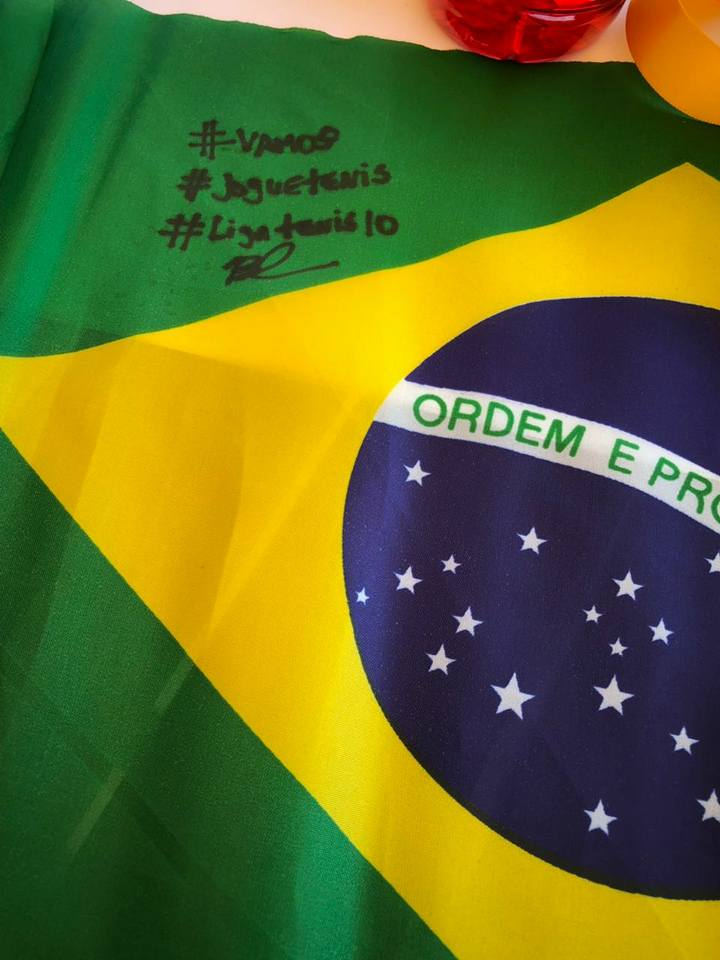 #VAMOS
#Joguetenis
#Ligatenis10
ORDEM E PRO